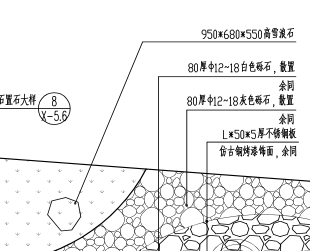 950*680*550高雪浪石
80厚Φ12~18白色砾石，散置
余同
石置石大样
8
X-5.6
80厚Φ12~18灰色砾石，散置
余同
L*50*5厚不锈钢板
仿古铜烤漆饰面，余同